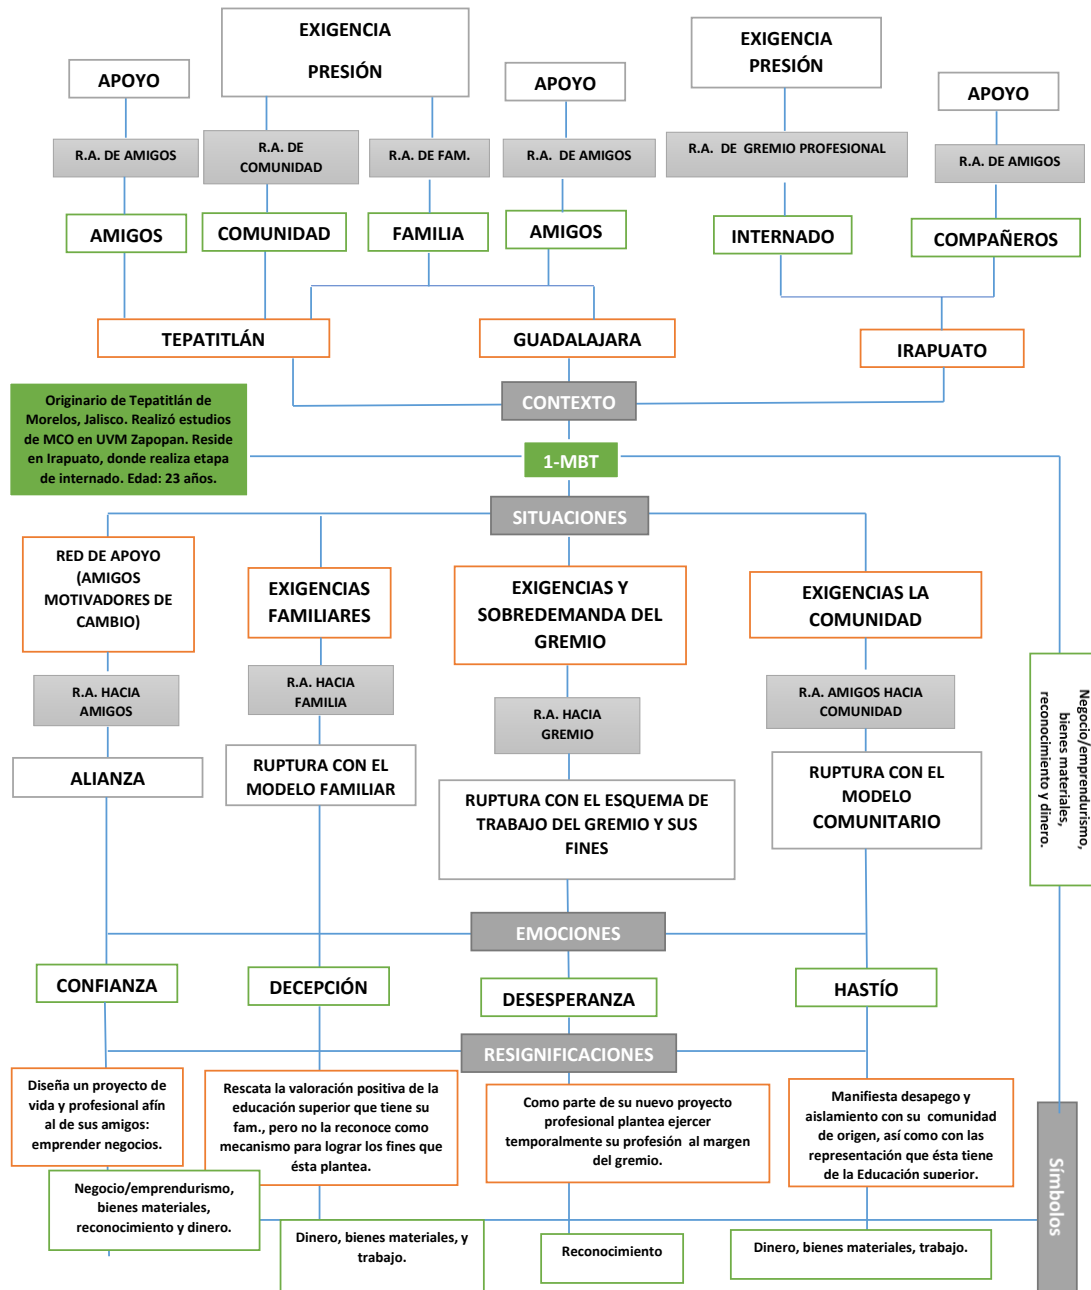 EXIGENCIA
PRESIÓN
EXIGENCIA
PRESIÓN
APOYO
APOYO
APOYO
R.A. DE AMIGOS
R.A. DE
COMUNIDAD
R.A. DE FAM.
R.A. DE AMIGOS
R.A. DE GREMIO PROFESIONAL
R.A. DE AMIGOS
AMIGOS
COMUNIDAD
FAMILIA
AMIGOS
INTERNADO
COMPAÑEROS
TEPATITLÁN
GUADALAJARA
IRAPUATO
CONTEXTO
Originario de Tepatitlán de
Morelos, Jalisco. Realizó estudios
de MCO en UVM Zapopan. Reside
en Irapuato, donde realiza etapa
de internado. Edad: 23 años.
1-MBT
SITUACIONES
RED DE APOYO
(AMIGOS
MOTIVADORES DE
CAMBIO)
EXIGENCIAS
FAMILIARES
EXIGENCIAS Y
SOBREDEMANDA DEL
GREMIO
EXIGENCIAS LA
COMUNIDAD
R.A. HACIA
AMIGOS
R.A. HACIA
FAMILIA
R.A. HACIA
GREMIO
R.A. AMIGOS HACIA
COMUNIDAD
Negocio/emprendurismo,
bienes materiales,
reconocimiento y dinero.
ALIANZA
RUPTURA CON EL
MODELO FAMILIAR
RUPTURA CON EL ESQUEMA DE
TRABAJO DEL GREMIO Y SUS
FINES
RUPTURA CON EL
MODELO
COMUNITARIO
EMOCIONES
CONFIANZA
DECEPCIÓN
DESESPERANZA
HASTÍO
RESIGNIFICACIONES
Diseña un proyecto de
vida y profesional afín
al de sus amigos:
emprender negocios.
Rescata la valoración positiva de la
educación superior que tiene su
fam., pero no la reconoce como
mecanismo para lograr los fines que
ésta plantea.
Como parte de su nuevo proyecto
profesional plantea ejercer
temporalmente su profesión al margen
del gremio.
Manifiesta desapego y
aislamiento con su comunidad
de origen, así como con las
representación que ésta tiene
de la Educación superior.
Símbolos
Negocio/emprendurismo,
bienes materiales,
reconocimiento y dinero.
Dinero, bienes materiales, y
trabajo.
Reconocimiento
Dinero, bienes materiales, trabajo.